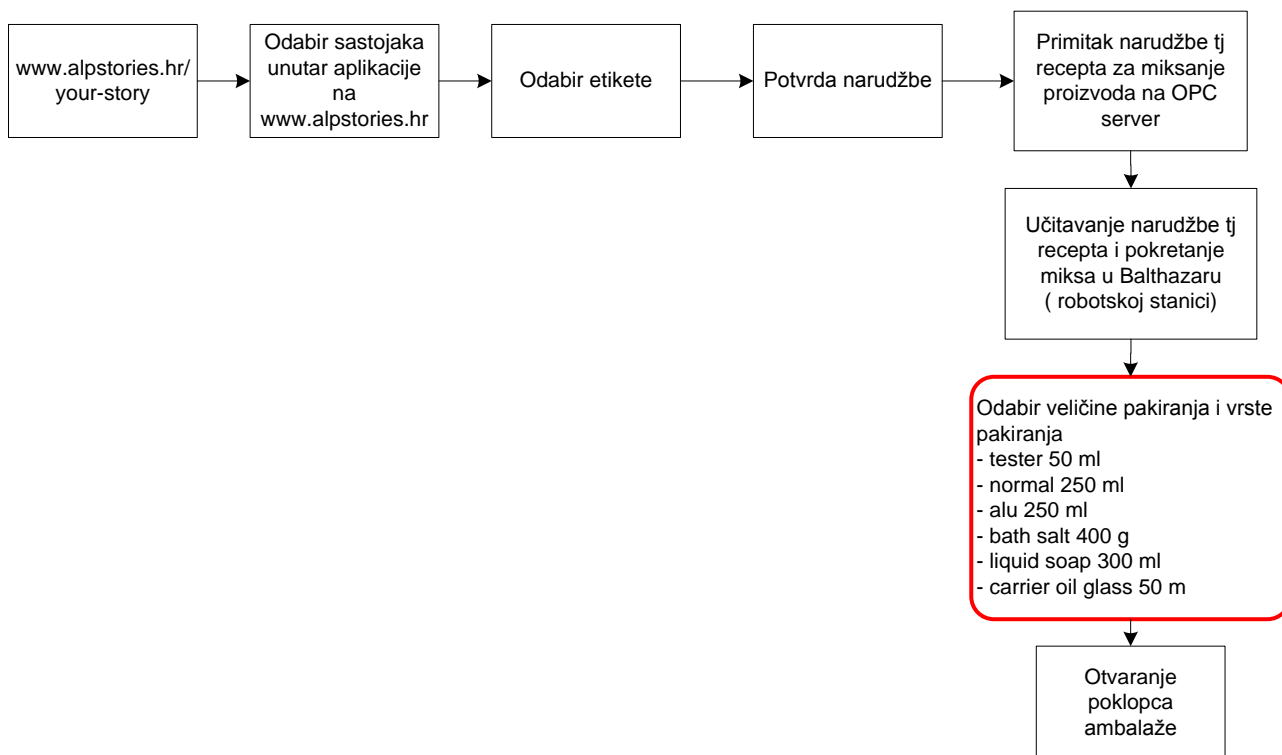 www.alpstories.hr/
your-story
Odabir sastojaka
unutar aplikacije
na
www.alpstories.hr
Odabir etikete
Potvrda narudžbe
Primitak narudžbe tj
recepta za miksanje
proizvoda na OPC
server
Učitavanje narudžbe tj
recepta i pokretanje
miksa u Balthazaru
( robotskoj stanici)
Odabir veličine pakiranja i vrste
pakiranja
- tester 50 ml
- normal 250 ml
- alu 250 ml
- bath salt 400 g
- liquid soap 300 ml
- carrier oil glass 50 m
Otvaranje
poklopca
ambalaže